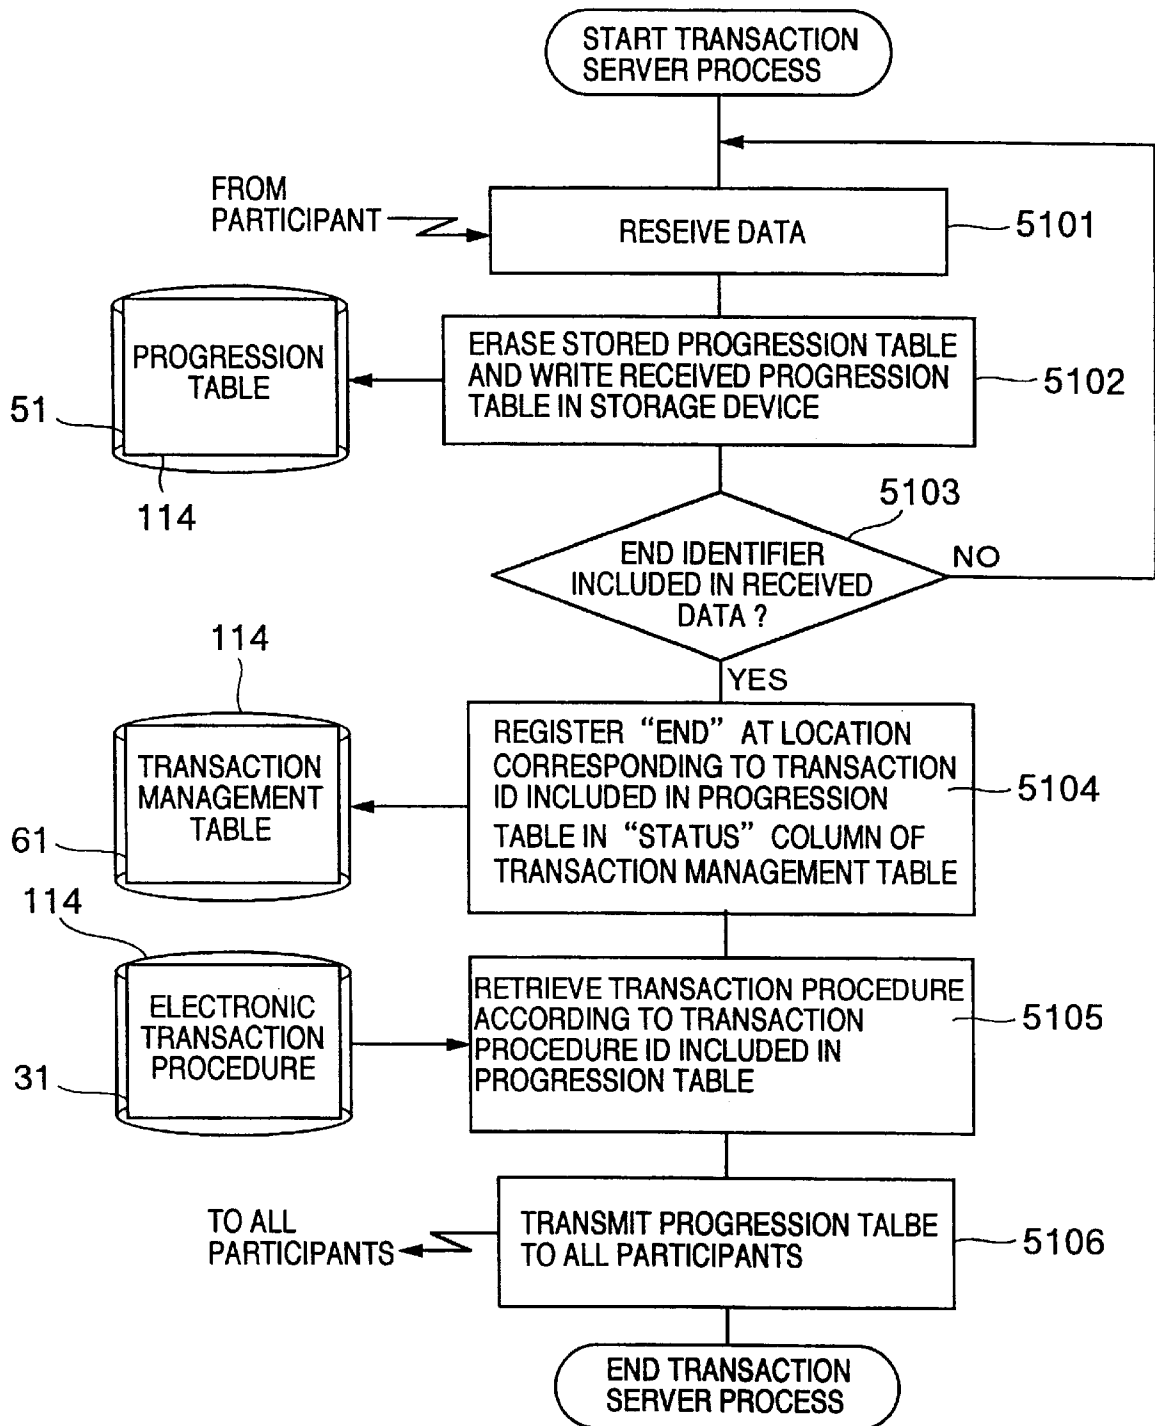 START TRANSACTION
SERVER PROCESS
FROM
PARTICIPANT
RESEIVE DATA
5101
PROGRESSION
TABLE
51
114
ERASE STORED PROGRESSION TABLE
AND WRITE RECEIVED PROGRESSION
TABLE IN STORAGE DEVICE
5102
5103
END IDENTIFIER
INCLUDED IN RECEIVED
DATA ?
NO
YES
114
TRANSACTION
MANAGEMENT
TABLE
61
REGISTER “END” AT LOCATION
CORRESPONDING TO TRANSACTION
ID INCLUDED IN PROGRESSION
TABLE IN “STATUS” COLUMN OF
TRANSACTION MANAGEMENT TABLE
5104
114
ELECTRONIC
TRANSACTION
PROCEDURE
31
RETRIEVE TRANSACTION PROCEDURE
ACCORDING TO TRANSACTION
PROCEDURE ID INCLUDED IN
PROGRESSION TABLE
5105
TO ALL
PARTICIPANTS
TRANSMIT PROGRESSION TALBE
TO ALL PARTICIPANTS
5106
END TRANSACTION
SERVER PROCESS